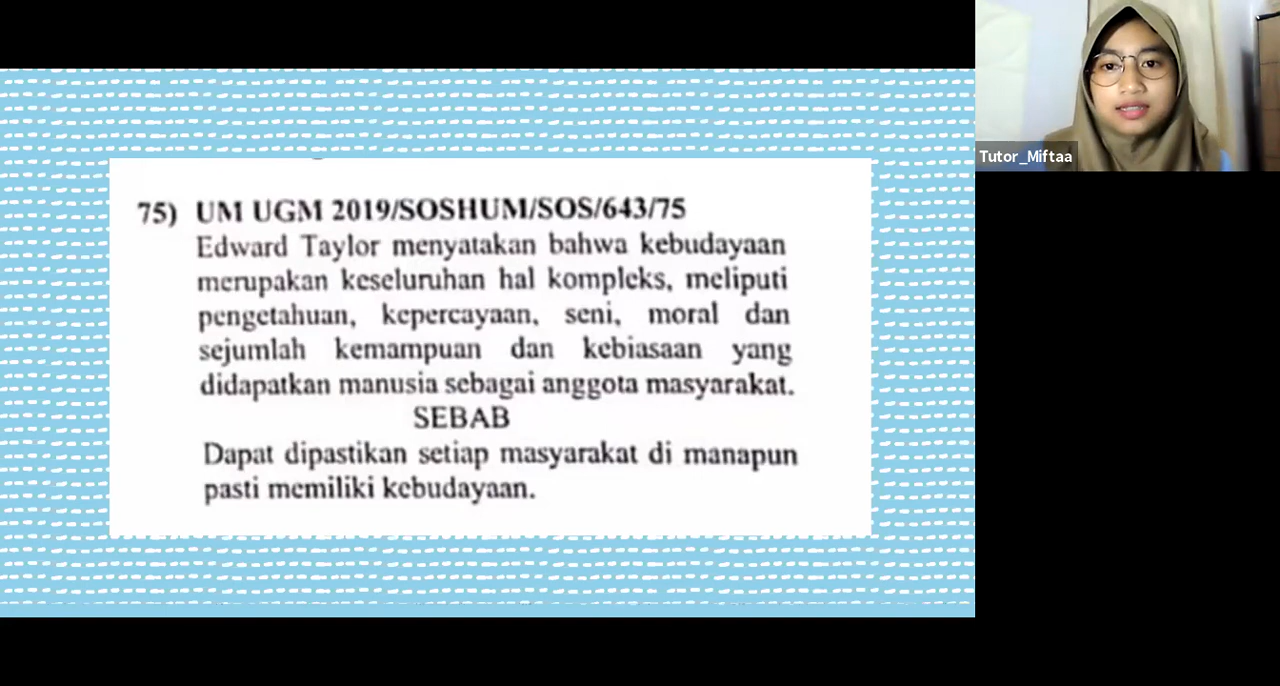 75) UM UGM 2019/SOSHUM/SOS/643/75
Edward Taylor menyatakan bahwa kebudayaan
merupakan keseluruhan hal kompleks, meliputi
pengetahuan, kepercayaan, seni, moral dan
sejumlah kemampuan dan kebiasaan yang
didapatkan manusia sebagai anggota masyarakat.
SEBAB
Dapat dipastikan setiap masyarakat di manapun
pasti memiliki kebudayaan.
Tutor_Miftaa